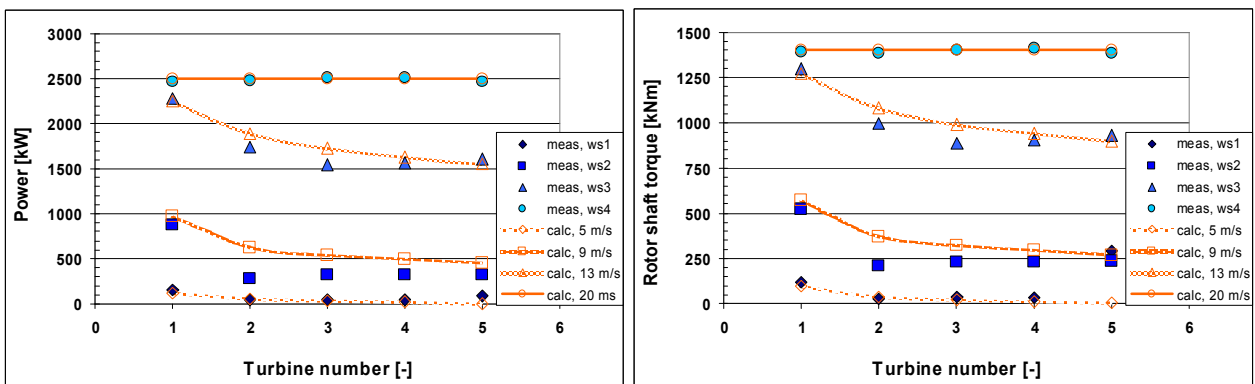 Power [kW]
3000
2500
2000
1500
1000
500
0
0 1 2 3 4 5 6
Turbine number [-]
meas, ws1
meas, ws2
meas, ws3
meas, ws4
calc, 5 m/s
calc, 9 m/s
calc, 13 m/s
calc, 20 ms
Rotor shaft torque [kNm]
1500
1250
1000
750
500
250
0
0 1 2 3 4 5 6
Turbine number [-]
meas, ws1
meas, ws2
meas, ws3
meas, ws4
calc, 5 m/s
calc, 9 m/s
calc, 13 m/s
calc, 20 m/s